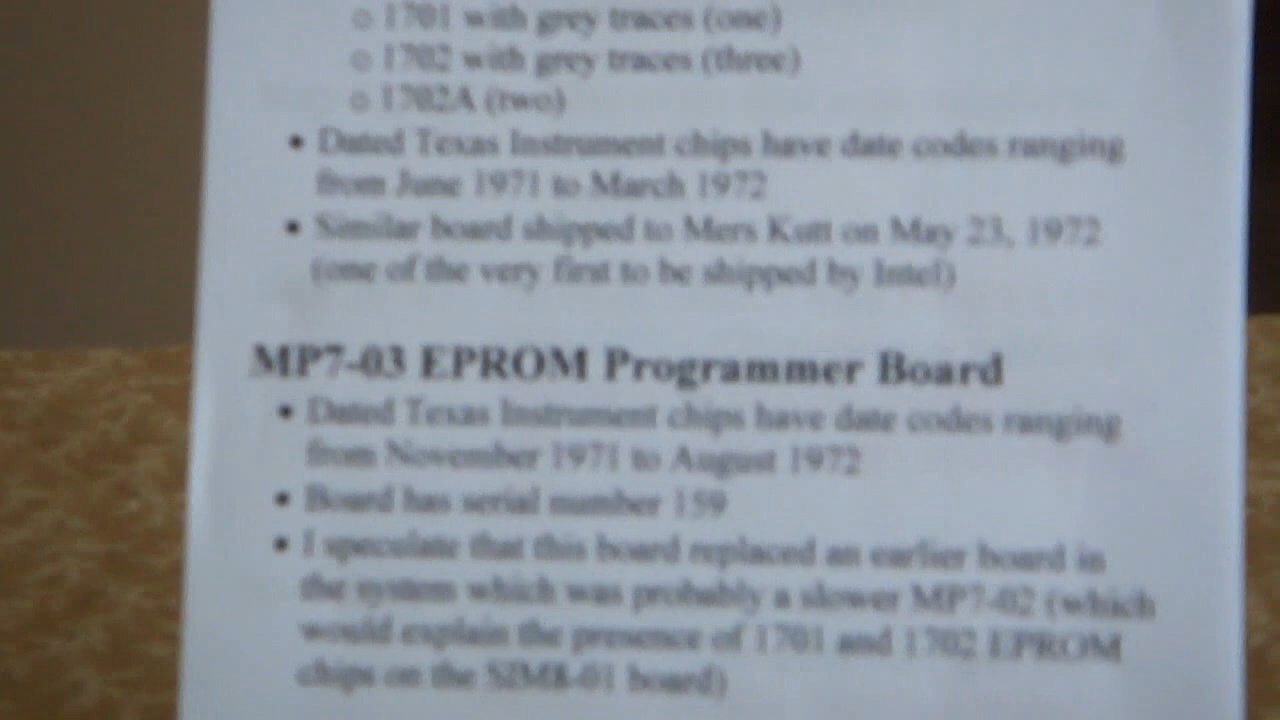 o 1701 with grey traces (one)
o 1702 with grey traces (three)
o 1702A (two)
• Dated Texas Instrument chips have date codes ranging
from June 1971 to March 1972
• Similar board shipped to Mers Kutt on May 23, 1972
(one of the very first to be shipped by Intel)
MP7-03 EPROM Programmer Board
• Dated Texas Instrument chips have date codes ranging
from November 1971 to August 1972
• Board has serial number 159
• I speculate that this board replaced an earlier board in
the system which was probably a slower MP7-02 (which
would explain the presence of 1701 and 1702 EPROM
chips on the SIM8-01 board)